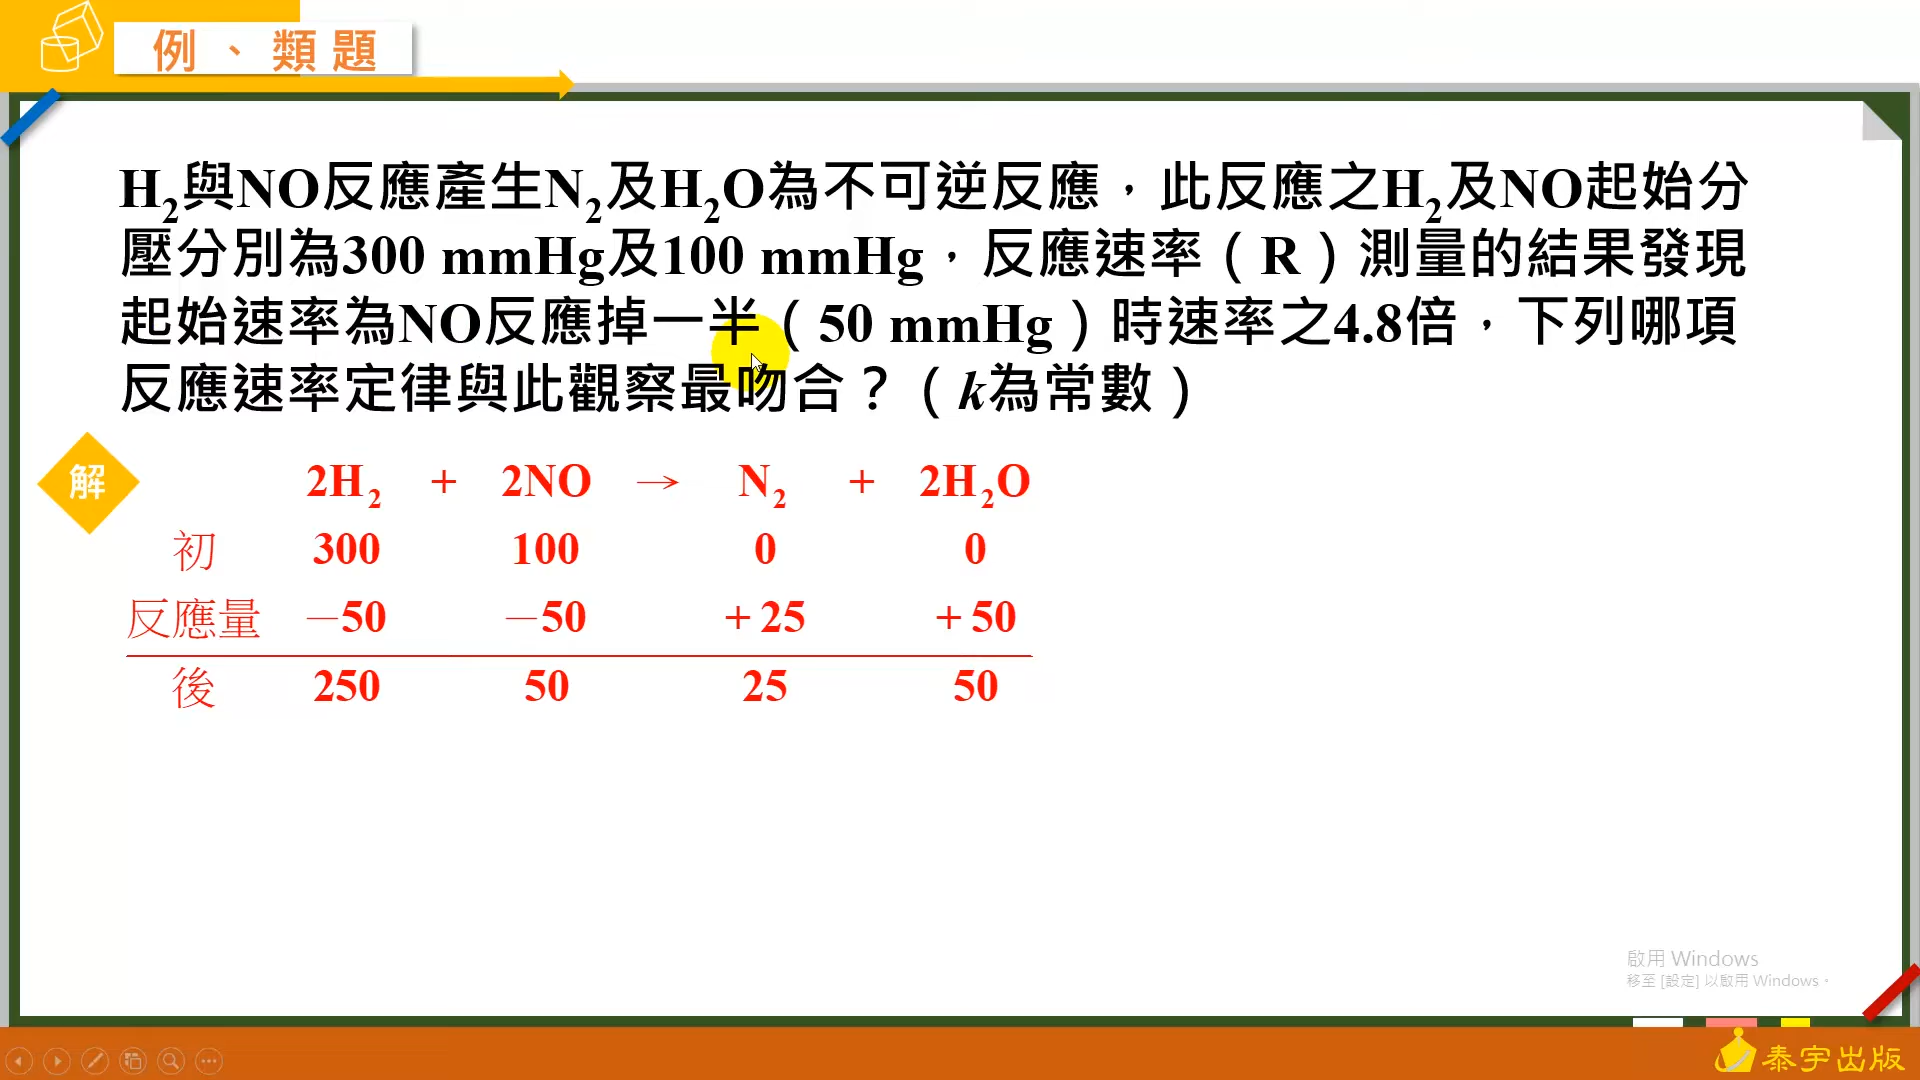 例、類題
H₂與NO反應產生N₂及H₂O為不可逆反應，此反應之H₂及NO起始分
壓分別為300 mmHg及100 mmHg，反應速率（R）測量的結果發現
起始速率為NO反應掉一半（50 mmHg）時速率之4.8倍，下列哪項
反應速率定律與此觀察最吻合？（k為常數）
解
2H₂ + 2NO → N₂ + 2H₂O
初 300 100 0 0
反應量 －50 －50 ＋25 ＋50
後 250 50 25 50
啟用 Windows
移至 [設定] 以啟用 Windows。
泰宇出版